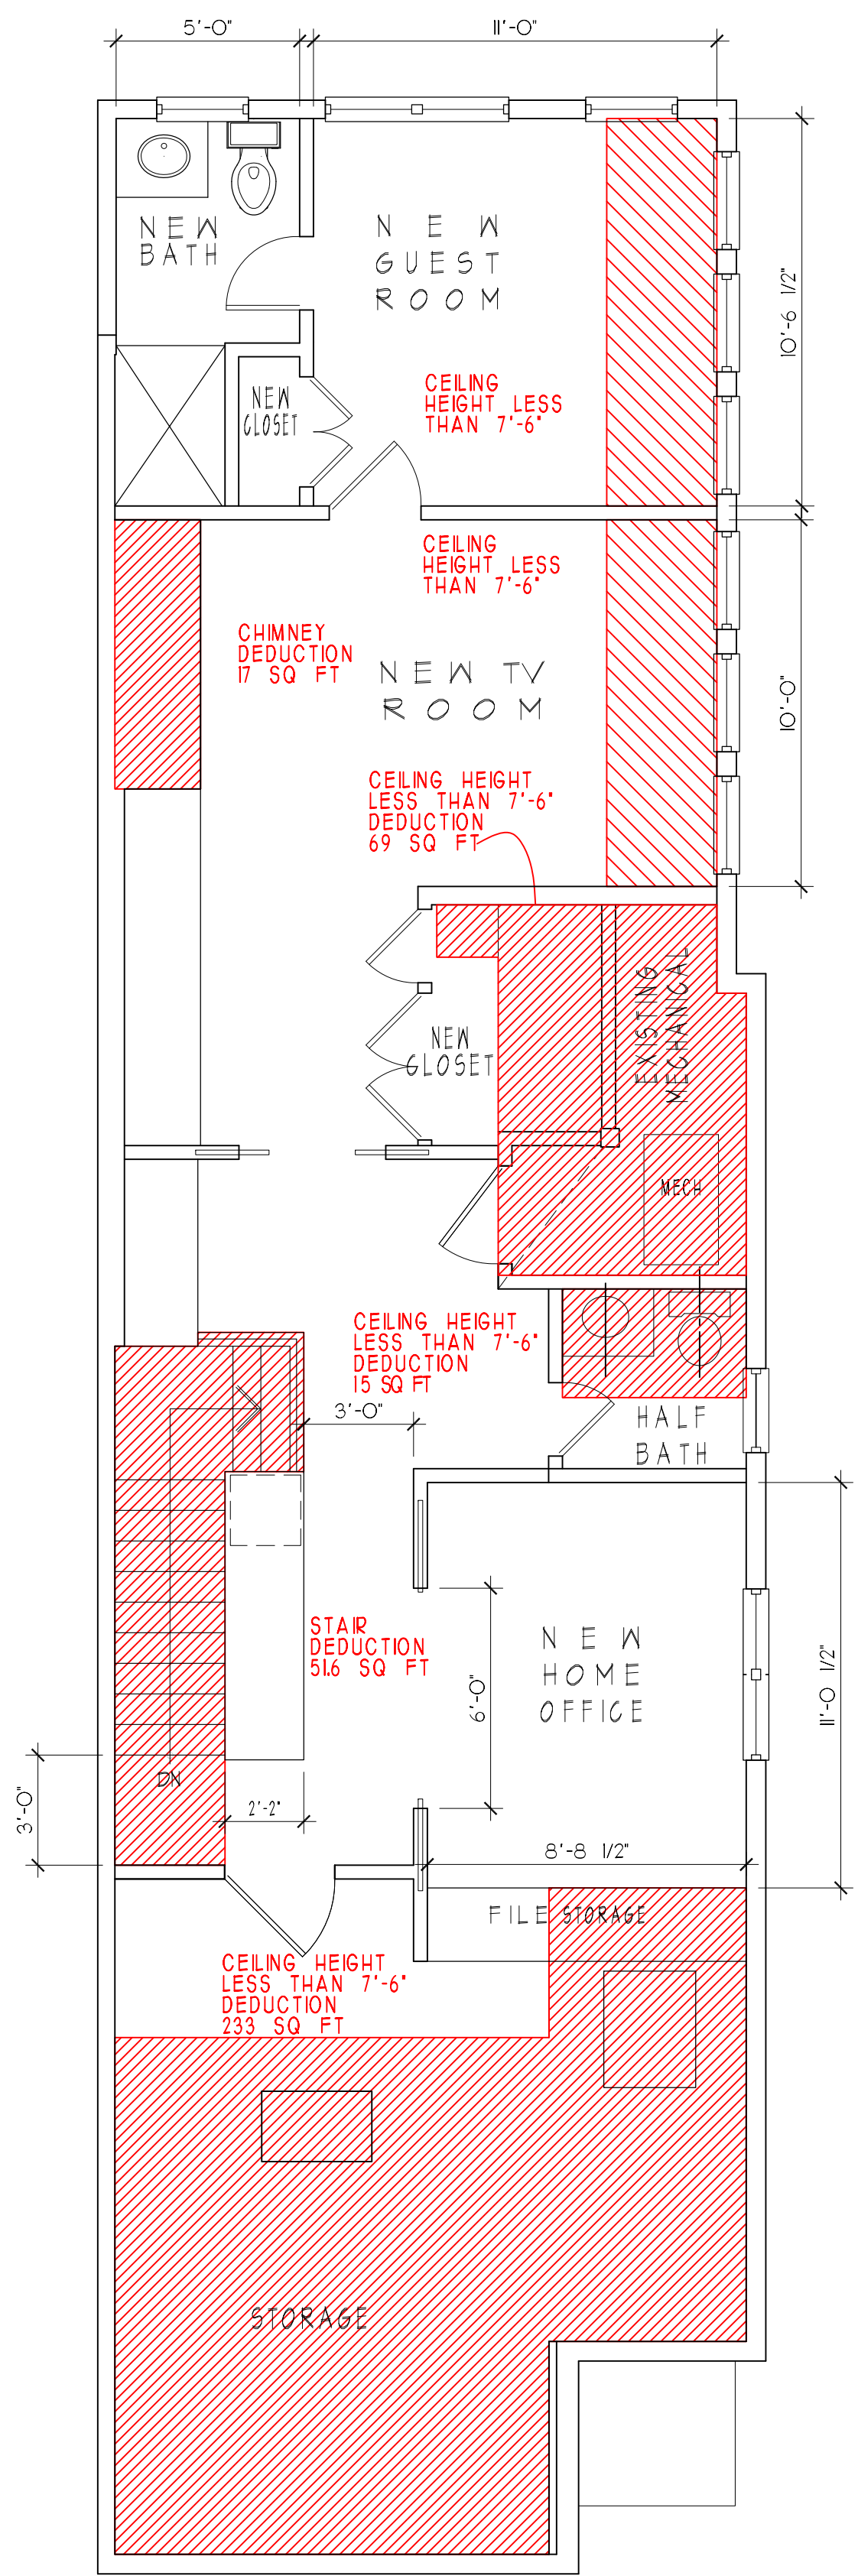 5'-0"
11'-0"
NEW
BATH
NEW
GUEST
ROOM
10'-6 1/2"
CEILING
HEIGHT LESS
THAN 7'-6"
NEW
CLOSET
CEILING
HEIGHT LESS
THAN 7'-6"
CHIMNEY
DEDUCTION
17 SQ FT
NEW TV
ROOM
10'-0"
CEILING HEIGHT
LESS THAN 7'-6"
DEDUCTION
69 SQ FT
EXISTING
MECHANICAL
NEW
CLOSET
MECH
CEILING HEIGHT
LESS THAN 7'-6"
DEDUCTION
15 SQ FT
3'-0"
HALF
BATH
STAIR
DEDUCTION
51.6 SQ FT
NEW
HOME
OFFICE
6'-0"
11'-0 1/2"
DN
3'-0"
2'-2"
8'-8 1/2"
FILE STORAGE
CEILING HEIGHT
LESS THAN 7'-6"
DEDUCTION
233 SQ FT
STORAGE